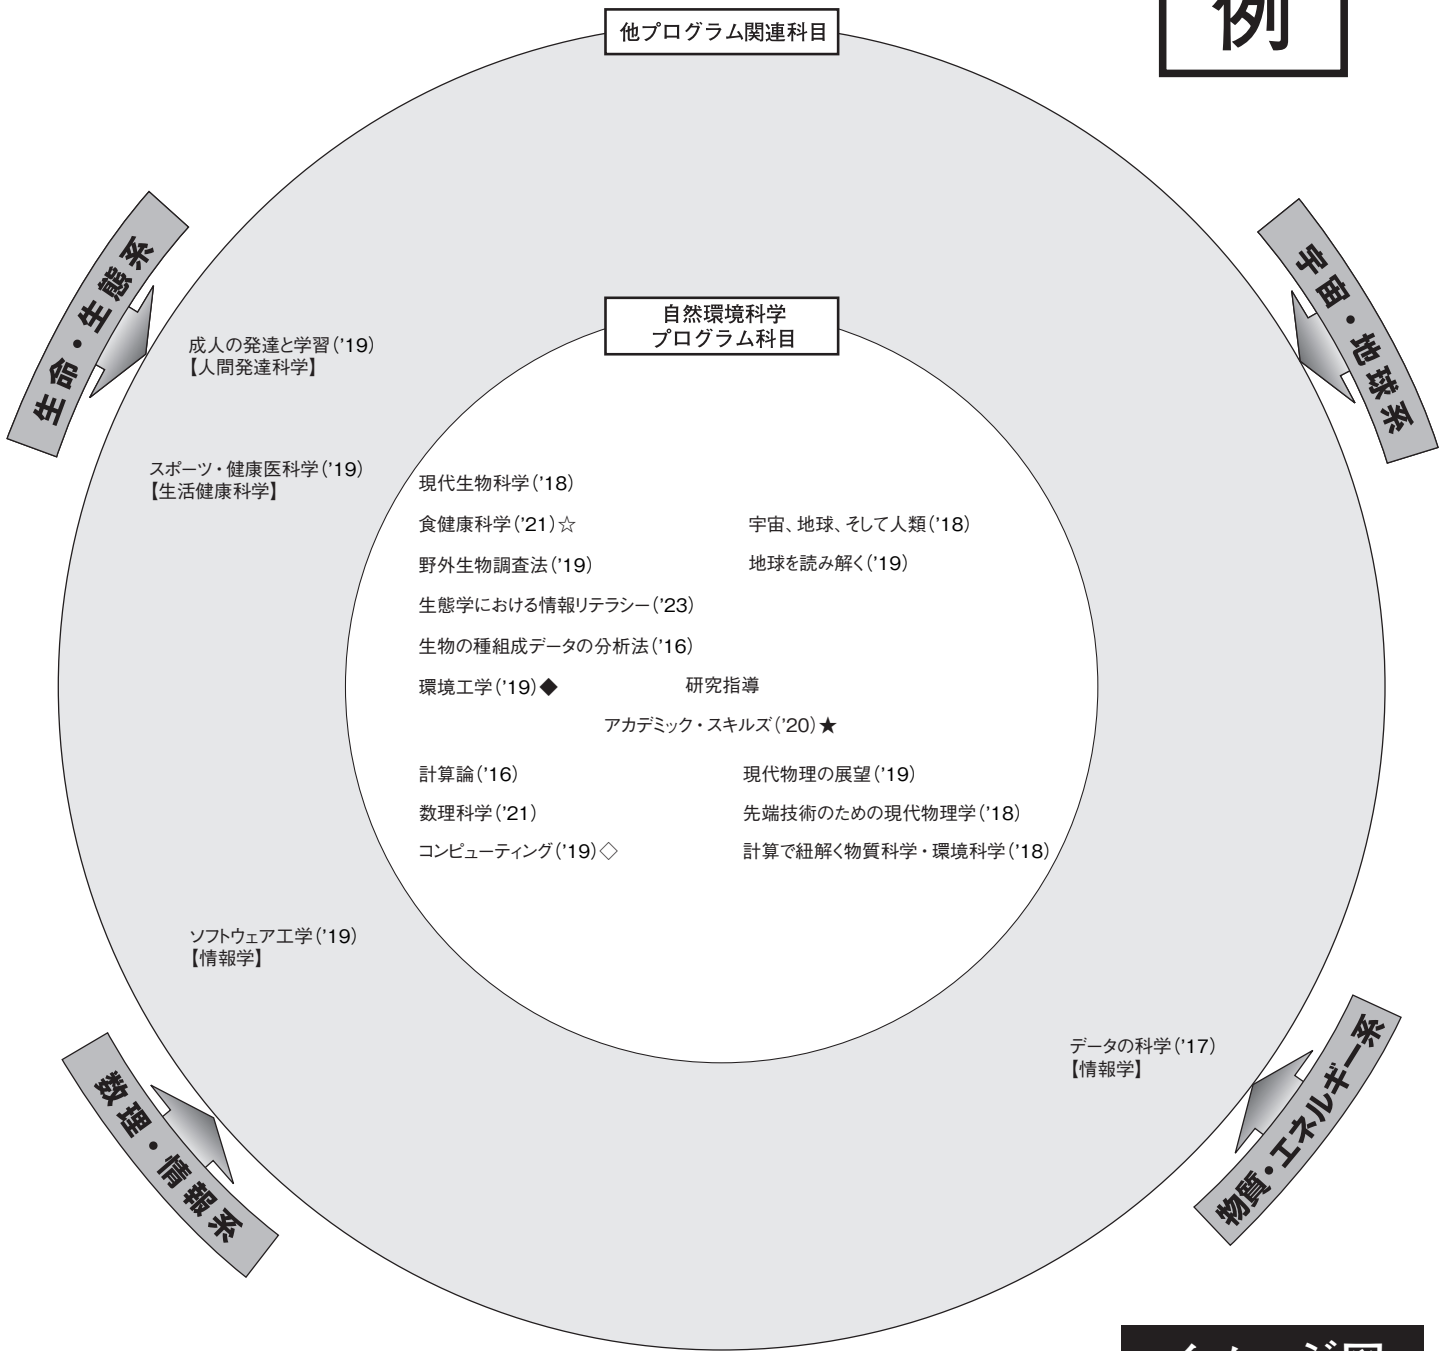 例
他プログラム関連科目
生命・生態系
宇宙・地球系
自然環境科学
プログラム科目
成人の発達と学習('19)
【人間発達科学】
スポーツ・健康医科学('19)
【生活健康科学】
現代生物科学('18)
食健康科学('21)☆
宇宙、地球、そして人類('18)
野外生物調査法('19)
地球を読み解く('19)
生態学における情報リテラシー('23)
生物の種組成データの分析法('16)
環境工学('19)◆
研究指導
アカデミック・スキルズ('20)★
計算論('16)
現代物理の展望('19)
数理科学('21)
先端技術のための現代物理学('18)
コンピューティング('19)◇
計算で紐解く物質科学・環境科学('18)
ソフトウェア工学('19)
【情報学】
データの科学('17)
【情報学】
数理・情報系
物質・エネルギー系
イメージ図